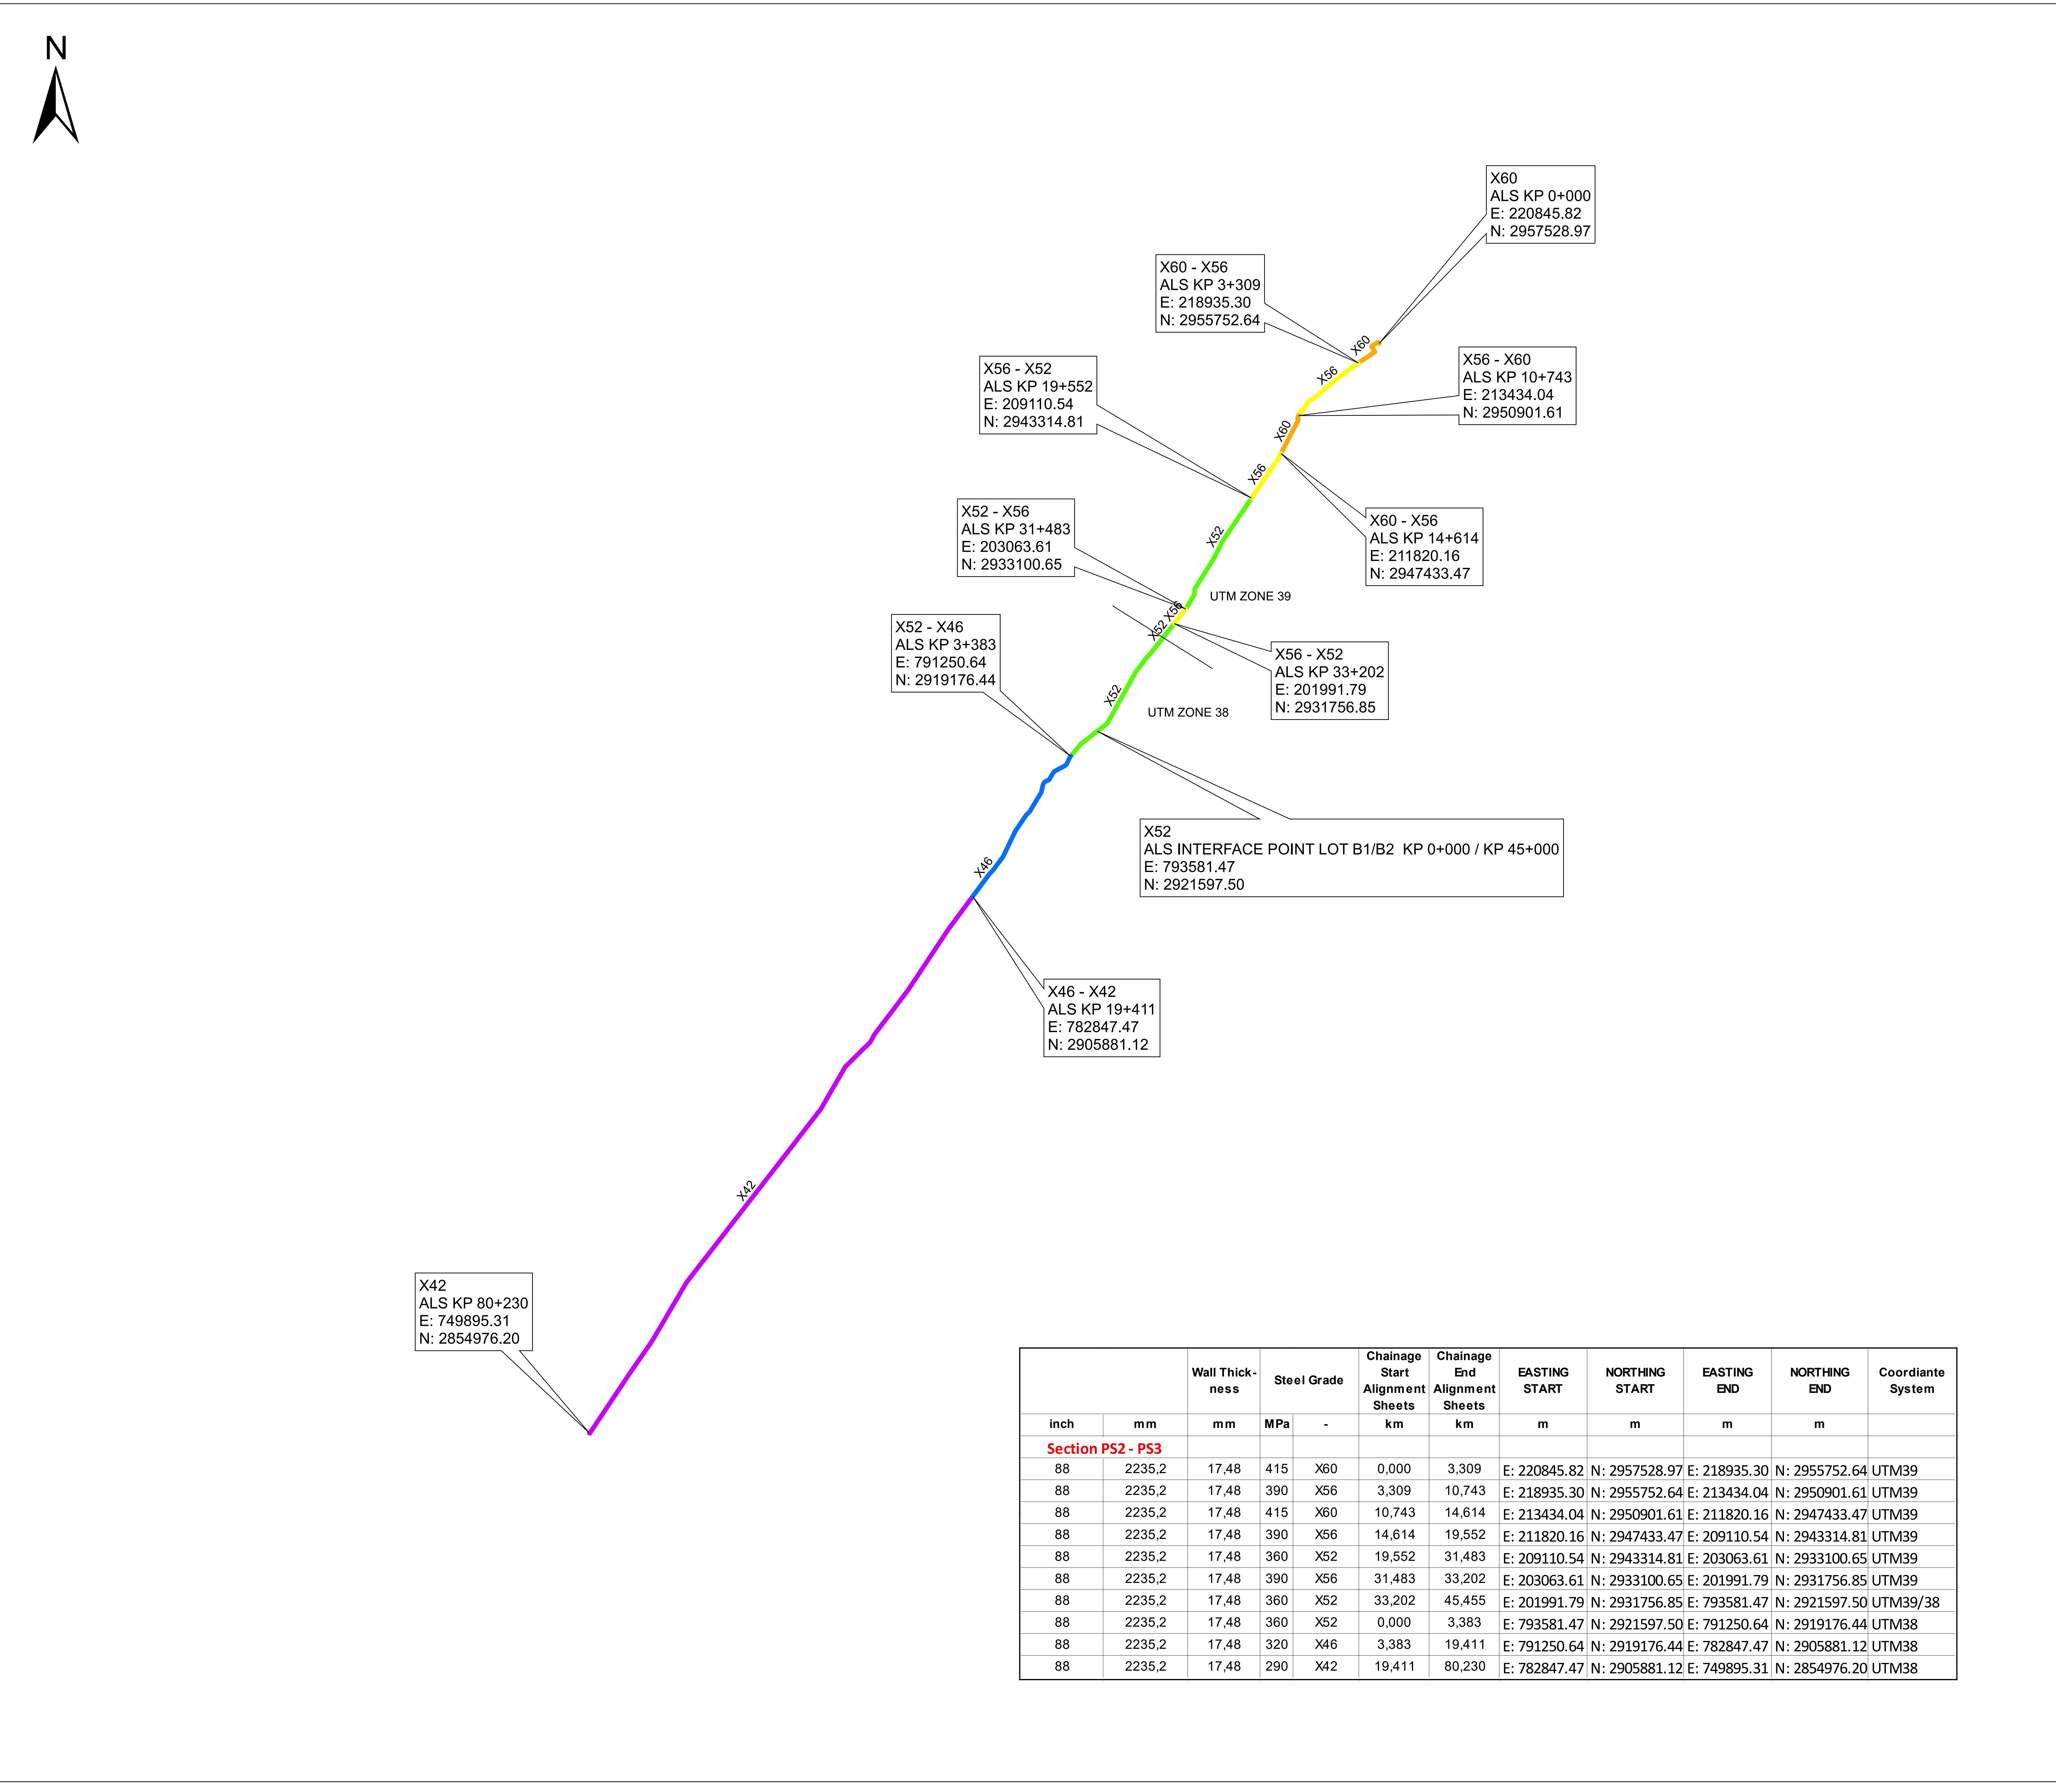 N
X60
ALS KP 0+000
E: 220845.82
N: 2957528.97
X60 - X56
ALS KP 3+309
E: 218935.30
N: 2955752.64
X60
X56 - X60
ALS KP 10+743
E: 213434.04
N: 2950901.61
X56 - X52
ALS KP 19+552
E: 209110.54
N: 2943314.81
X56
X60
X56
X52 - X56
ALS KP 31+483
E: 203063.61
N: 2933100.65
X60 - X56
ALS KP 14+614
E: 211820.16
N: 2947433.47
X52
UTM ZONE 39
X56
X52
X52 - X46
ALS KP 3+383
E: 791250.64
N: 2919176.44
X56 - X52
ALS KP 33+202
E: 201991.79
N: 2931756.85
X52
UTM ZONE 38
X52
ALS INTERFACE POINT LOT B1/B2 KP 0+000 / KP 45+000
E: 793581.47
N: 2921597.50
X46
X46 - X42
ALS KP 19+411
E: 782847.47
N: 2905881.12
X42
X42
ALS KP 80+230
E: 749895.31
N: 2854976.20
Wall Thick-ness Steel Grade Chainage Start Alignment Sheets Chainage End Alignment Sheets EASTING START NORTHING START EASTING END NORTHING END Coordiante System
inch mm mm MPa - km km m m m m
Section PS2 - PS3
88 2235,2 17,48 415 X60 0,000 3,309 E: 220845.82 N: 2957528.97 E: 218935.30 N: 2955752.64 UTM39
88 2235,2 17,48 390 X56 3,309 10,743 E: 218935.30 N: 2955752.64 E: 213434.04 N: 2950901.61 UTM39
88 2235,2 17,48 415 X60 10,743 14,614 E: 213434.04 N: 2950901.61 E: 211820.16 N: 2947433.47 UTM39
88 2235,2 17,48 390 X56 14,614 19,552 E: 211820.16 N: 2947433.47 E: 209110.54 N: 2943314.81 UTM39
88 2235,2 17,48 360 X52 19,552 31,483 E: 209110.54 N: 2943314.81 E: 203063.61 N: 2933100.65 UTM39
88 2235,2 17,48 390 X56 31,483 33,202 E: 203063.61 N: 2933100.65 E: 201991.79 N: 2931756.85 UTM39
88 2235,2 17,48 360 X52 33,202 45,455 E: 201991.79 N: 2931756.85 E: 793581.47 N: 2921597.50 UTM39/38
88 2235,2 17,48 360 X52 0,000 3,383 E: 793581.47 N: 2921597.50 E: 791250.64 N: 2919176.44 UTM38
88 2235,2 17,48 320 X46 3,383 19,411 E: 791250.64 N: 2919176.44 E: 782847.47 N: 2905881.12 UTM38
88 2235,2 17,48 290 X42 19,411 80,230 E: 782847.47 N: 2905881.12 E: 749895.31 N: 2854976.20 UTM38